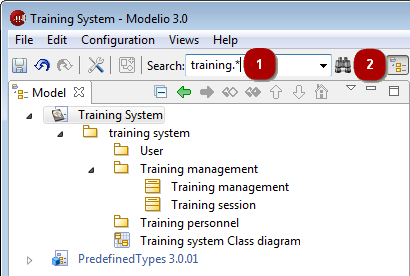 Training System - Modelio 3.0
File Edit Configuration Views Help
Search: training.* 1 2
Model
Training System
training system
User
Training management
Training management
Training session
Training personnel
Training system Class diagram
PredefinedTypes 3.0.01